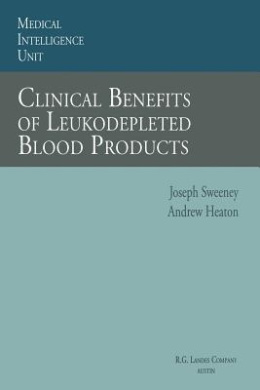 MEDICAL
INTELLIGENCE
UNIT
CLINICAL BENEFITS
OF LEUKODEPLETED
BLOOD PRODUCTS
Joseph Sweeney
Andrew Heaton
R.G. LANDES COMPANY
AUSTIN